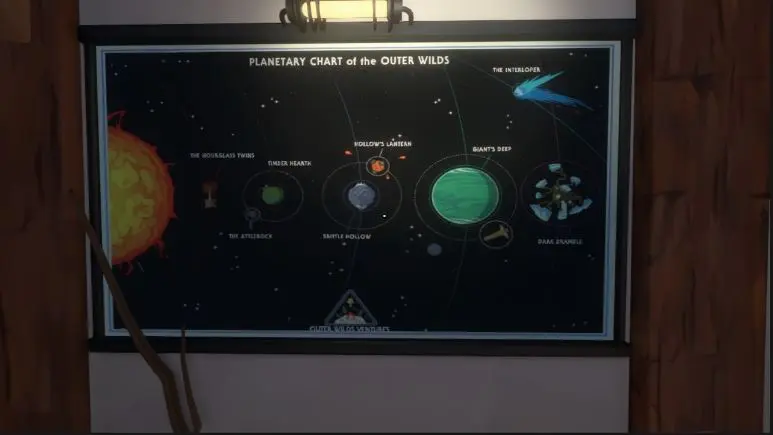 PLANETARY CHART of the OUTER WILDS
THE INTERLOPER
HOLLOW'S LANTERN
GIANT'S DEEP
THE HOURGLASS TWINS
TIMBER HEARTH
THE ATTLEROCK
BRITTLE HOLLOW
DARK BRAMBLE
OUTER WILDS VENTURES